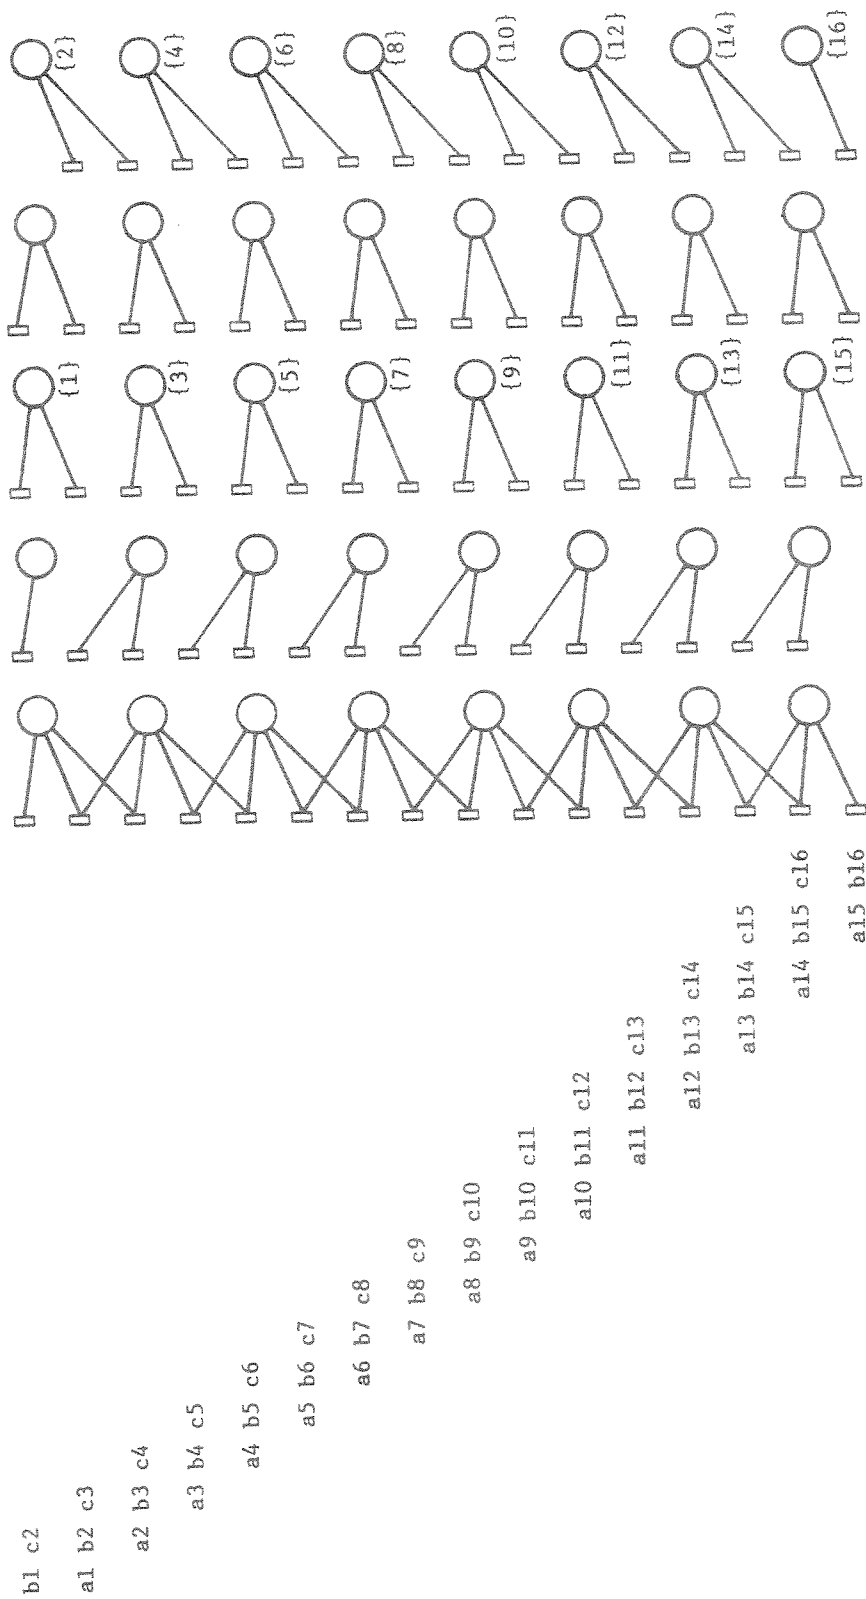 b1 c2
a1 b2 c3
a2 b3 c4
a3 b4 c5
a4 b5 c6
a5 b6 c7
a6 b7 c8
a7 b8 c9
a8 b9 c10
a9 b10 c11
a10 b11 c12
a11 b12 c13
a12 b13 c14
a13 b14 c15
a14 b15 c16
a15 b16
{1}
{3}
{5}
{7}
{9}
{11}
{13}
{15}
{2}
{4}
{6}
{8}
{10}
{12}
{14}
{16}